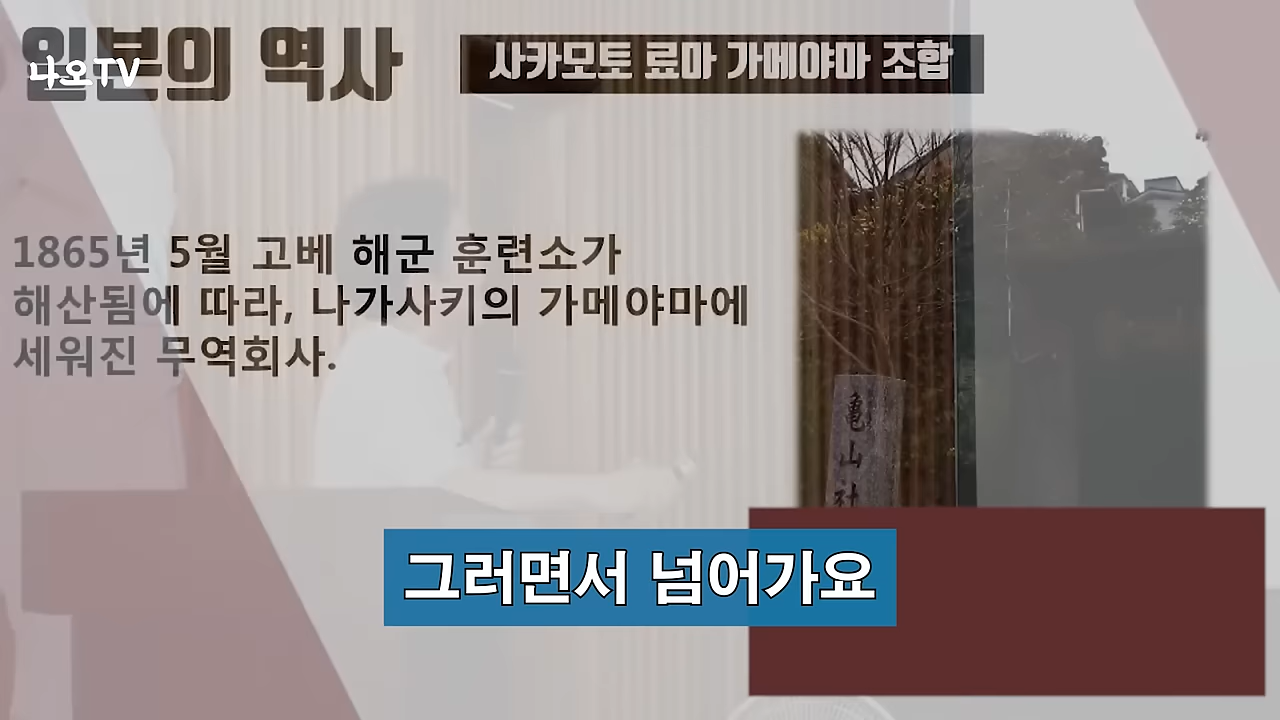 일본의 역사
나오TV
사카모토 료마 가메야마 조합
1865년 5월 고베 해군 훈련소가
해산됨에 따라, 나가사키의 가메야마에
세워진 무역회사.
亀
山
社
그러면서 넘어가요